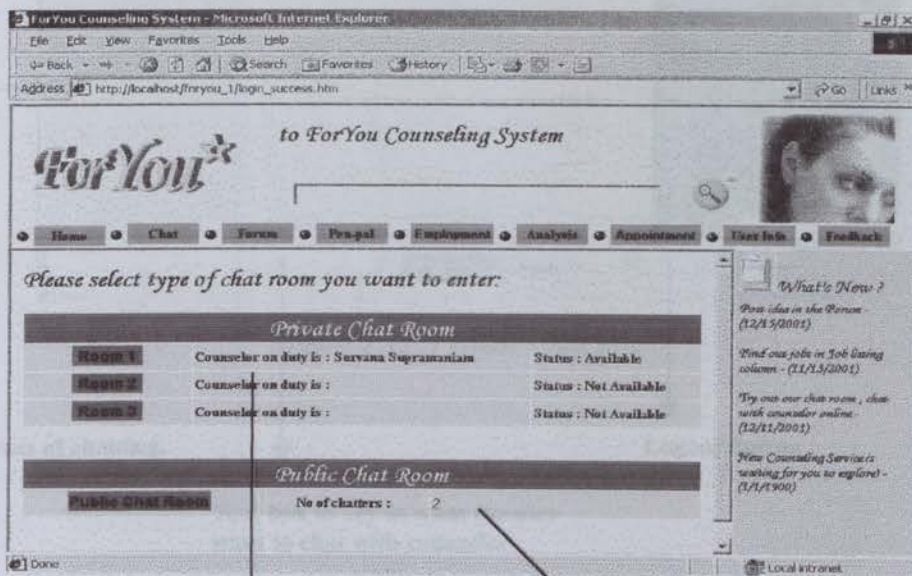 ForYou Counseling System - Microsoft Internet Explorer
File Edit View Favorites Tools Help
Back Search Favorites History
Address http://localhost/foryou_1/login_success.htm Go Links
ForYou
to ForYou Counseling System
Home Chat Forum Pen-pal Employment Analysis Appointment User Info Feedback
Please select type of chat room you want to enter:
Private Chat Room
Room 1 Counselor on duty is : Survana Supramaniam Status : Available
Room 2 Counselor on duty is : Status : Not Available
Room 3 Counselor on duty is : Status : Not Available
Public Chat Room
Public Chat Room No of chatters : 2
What's New ?
Post idea in the Forum -
(12/15/2001)
Find out jobs in Job listing
column - (11/13/2001)
Try out our chat room , chat
with counselor online -
(12/11/2001)
New Counseling Service is
waiting for you to explore! -
(1/1/1900)
Done Local intranet